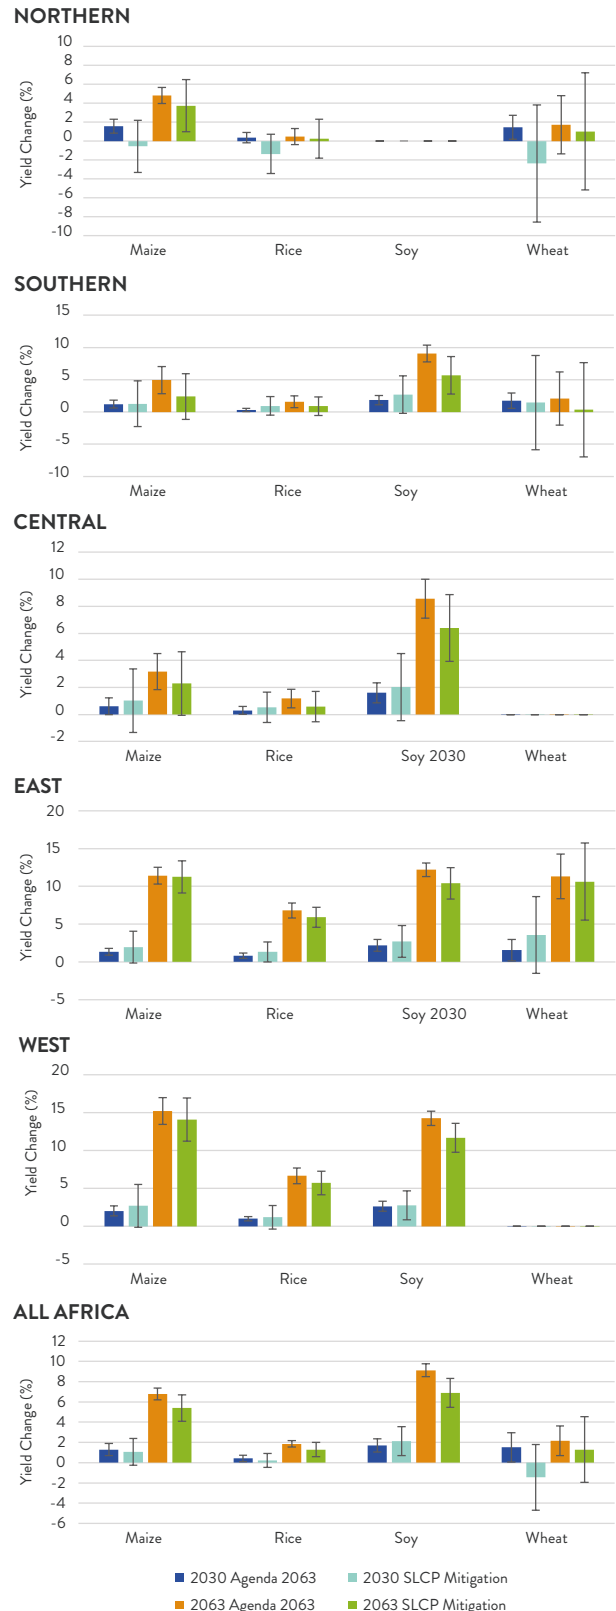 NORTHERN
Yield Change (%)
10
8
6
4
2
0
-2
-4
-6
-8
-10
Maize Rice Soy Wheat
SOUTHERN
Yield Change (%)
15
10
5
0
-5
-10
Maize Rice Soy Wheat
CENTRAL
Yield Change (%)
12
10
8
6
4
2
0
-2
Maize Rice Soy 2030 Wheat
EAST
Yield Change (%)
20
15
10
5
0
-5
Maize Rice Soy 2030 Wheat
WEST
Yield Change (%)
20
15
10
5
0
-5
Maize Rice Soy Wheat
ALL AFRICA
Yield Change (%)
12
10
8
6
4
2
0
-2
-4
-6
Maize Rice Soy Wheat
2030 Agenda 2063 2030 SLCP Mitigation
2063 Agenda 2063 2063 SLCP Mitigation